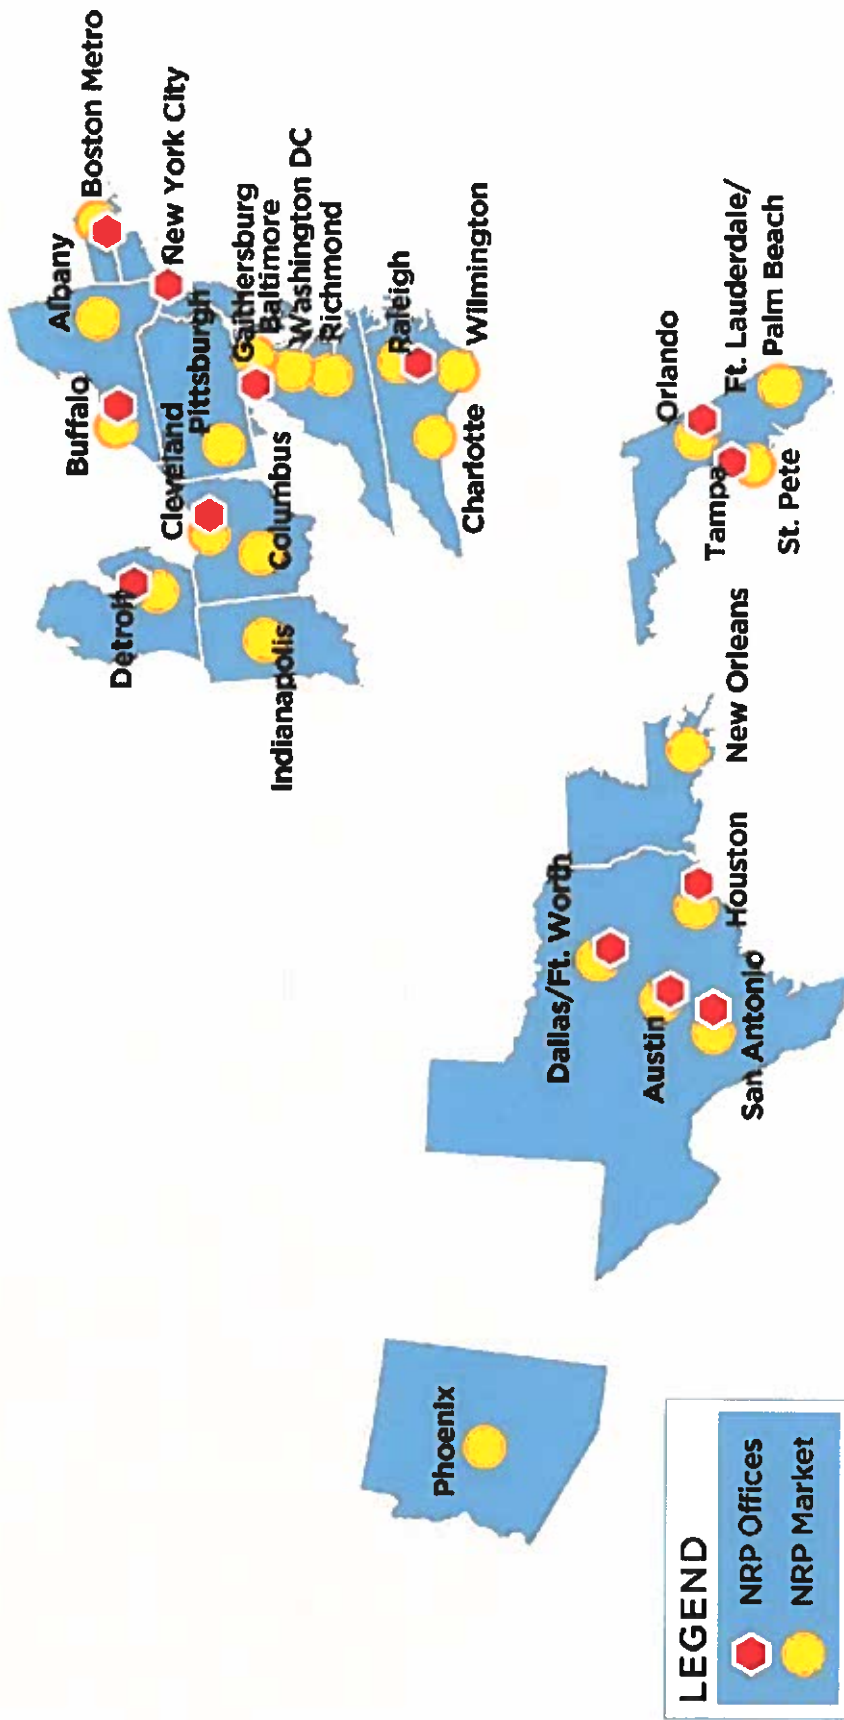 Boston Metro
Albany
New York City
Buffalo
Pittsburgh
Gaithersburg
Baltimore
Washington DC
Richmond
Cleveland
Columbus
Detroit
Indianapolis
Raleigh
Wilmington
Charlotte
Orlando
Ft. Lauderdale/
Palm Beach
Tampa
St. Pete
New Orleans
Dallas/Ft. Worth
Houston
Austin
San Antonio
Phoenix
LEGEND
NRP Offices
NRP Market